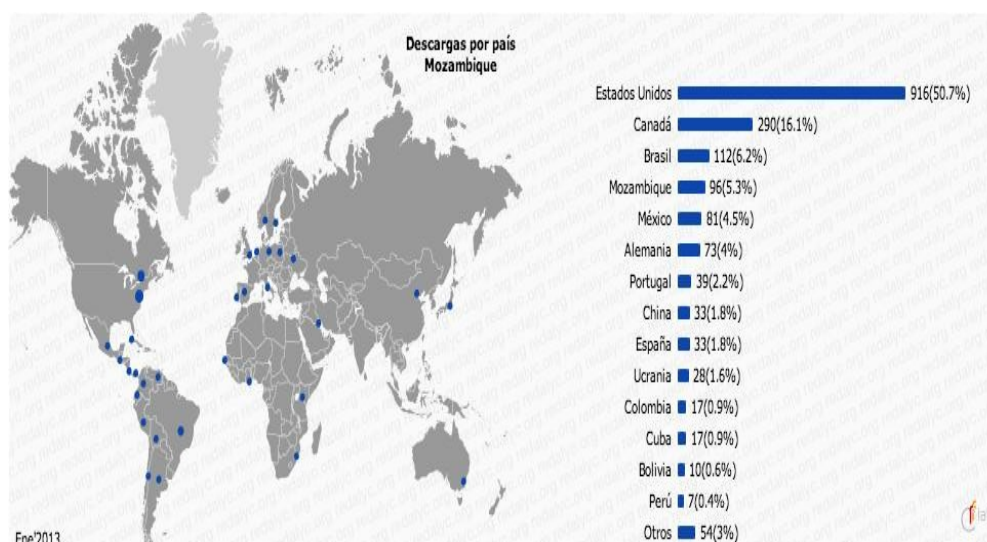 Descargas por país
Mozambique
Estados Unidos 916(50.7%)
Canadá 290(16.1%)
Brasil 112(6.2%)
Mozambique 96(5.3%)
México 81(4.5%)
Alemania 73(4%)
Portugal 39(2.2%)
China 33(1.8%)
España 33(1.8%)
Ucrania 28(1.6%)
Colombia 17(0.9%)
Cuba 17(0.9%)
Bolivia 10(0.6%)
Perú 7(0.4%)
Otros 54(3%)
Ene'2013
redalyc.org